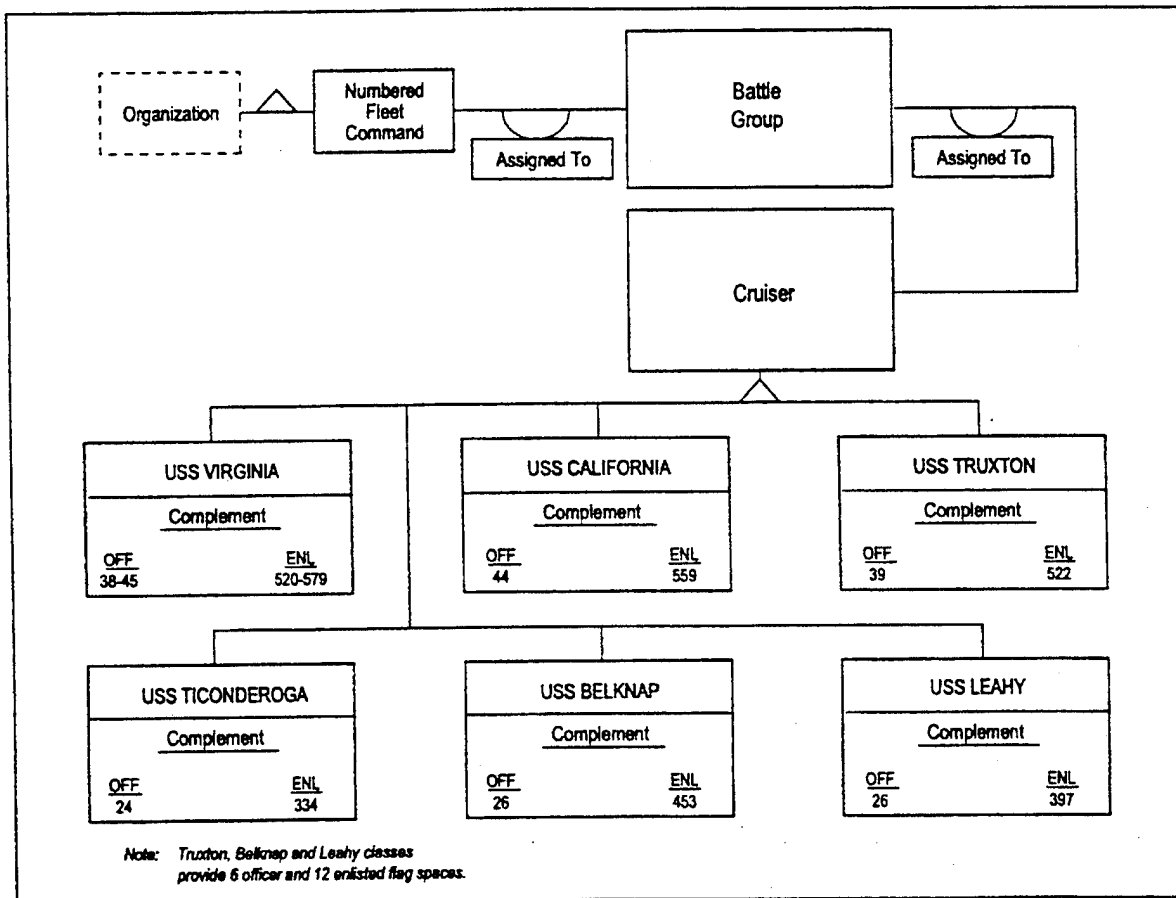 Organization
Numbered
Fleet
Command
Battle
Group
Assigned To
Assigned To
Cruiser
USS VIRGINIA
Complement
OFF ENL
38-45 520-579
USS CALIFORNIA
Complement
OFF ENL
44 559
USS TRUXTON
Complement
OFF ENL
39 522
USS TICONDEROGA
Complement
OFF ENL
24 334
USS BELKNAP
Complement
OFF ENL
26 453
USS LEAHY
Complement
OFF ENL
26 397
Note: Truxton, Belknap and Leahy classes
provide 6 officer and 12 enlisted flag spaces.